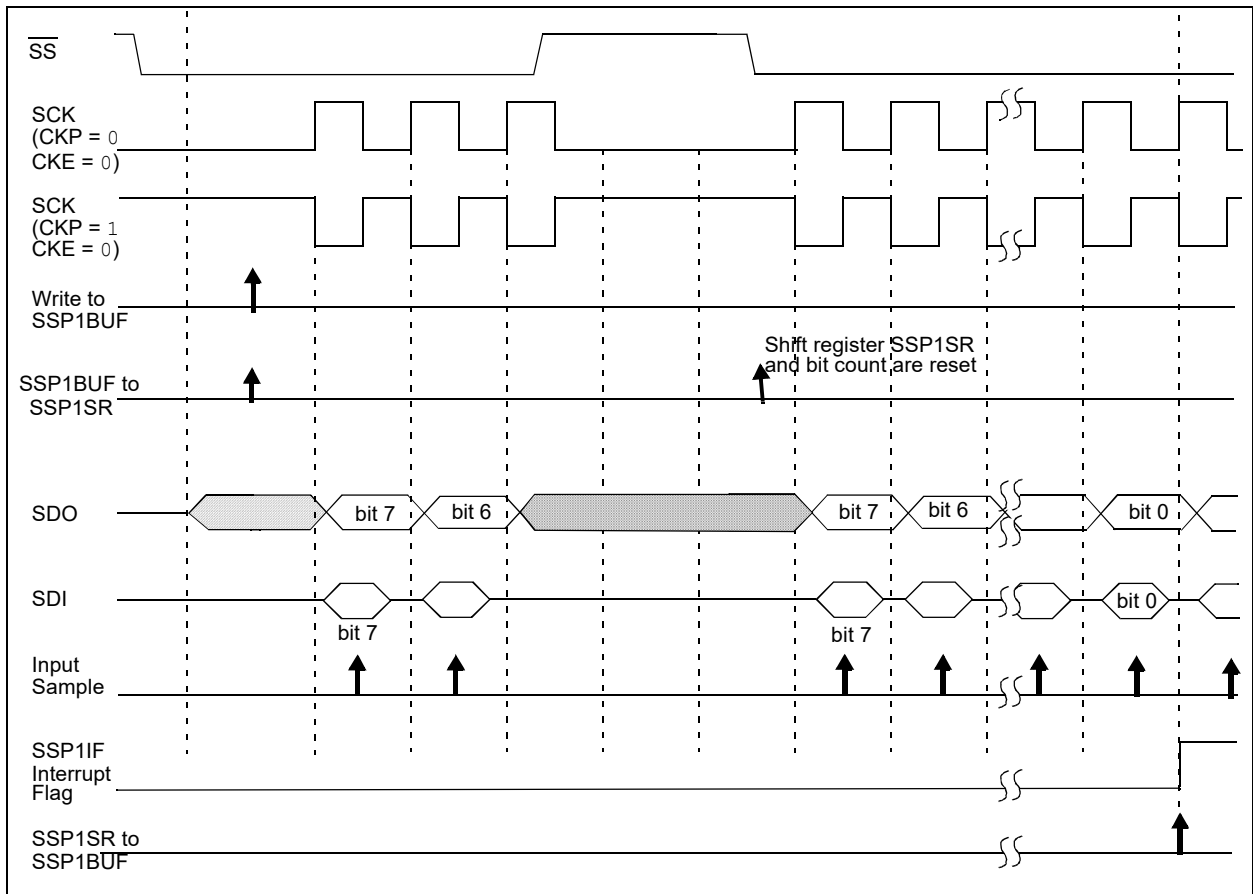 SS
SCK
(CKP = 0
CKE = 0)
SCK
(CKP = 1
CKE = 0)
Write to
SSP1BUF
Shift register SSP1SR
and bit count are reset
SSP1BUF to
SSP1SR
SDO
bit 7
bit 6
bit 7
bit 6
bit 0
SDI
bit 0
bit 7
bit 7
Input
Sample
SSP1IF
Interrupt
Flag
SSP1SR to
SSP1BUF